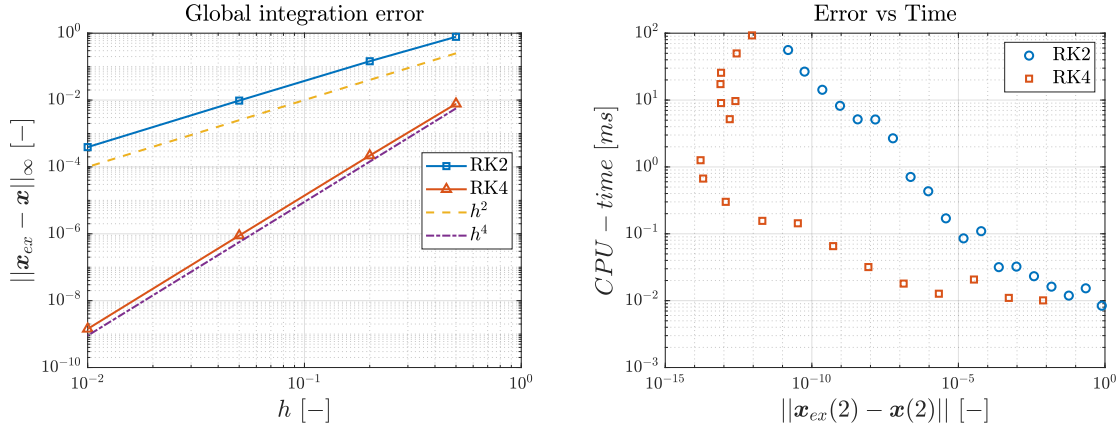 Global integration error
10^0
10^-2
10^-4
10^-6
10^-8
10^-10
||x_ex − x||_∞ [−]
RK2
RK4
h^2
h^4
10^-2
10^-1
10^0
h [−]
Error vs Time
10^2
10^1
10^0
10^-1
10^-2
10^-3
CPU − time [ms]
RK2
RK4
10^-15
10^-10
10^-5
10^0
||x_ex(2) − x(2)|| [−]